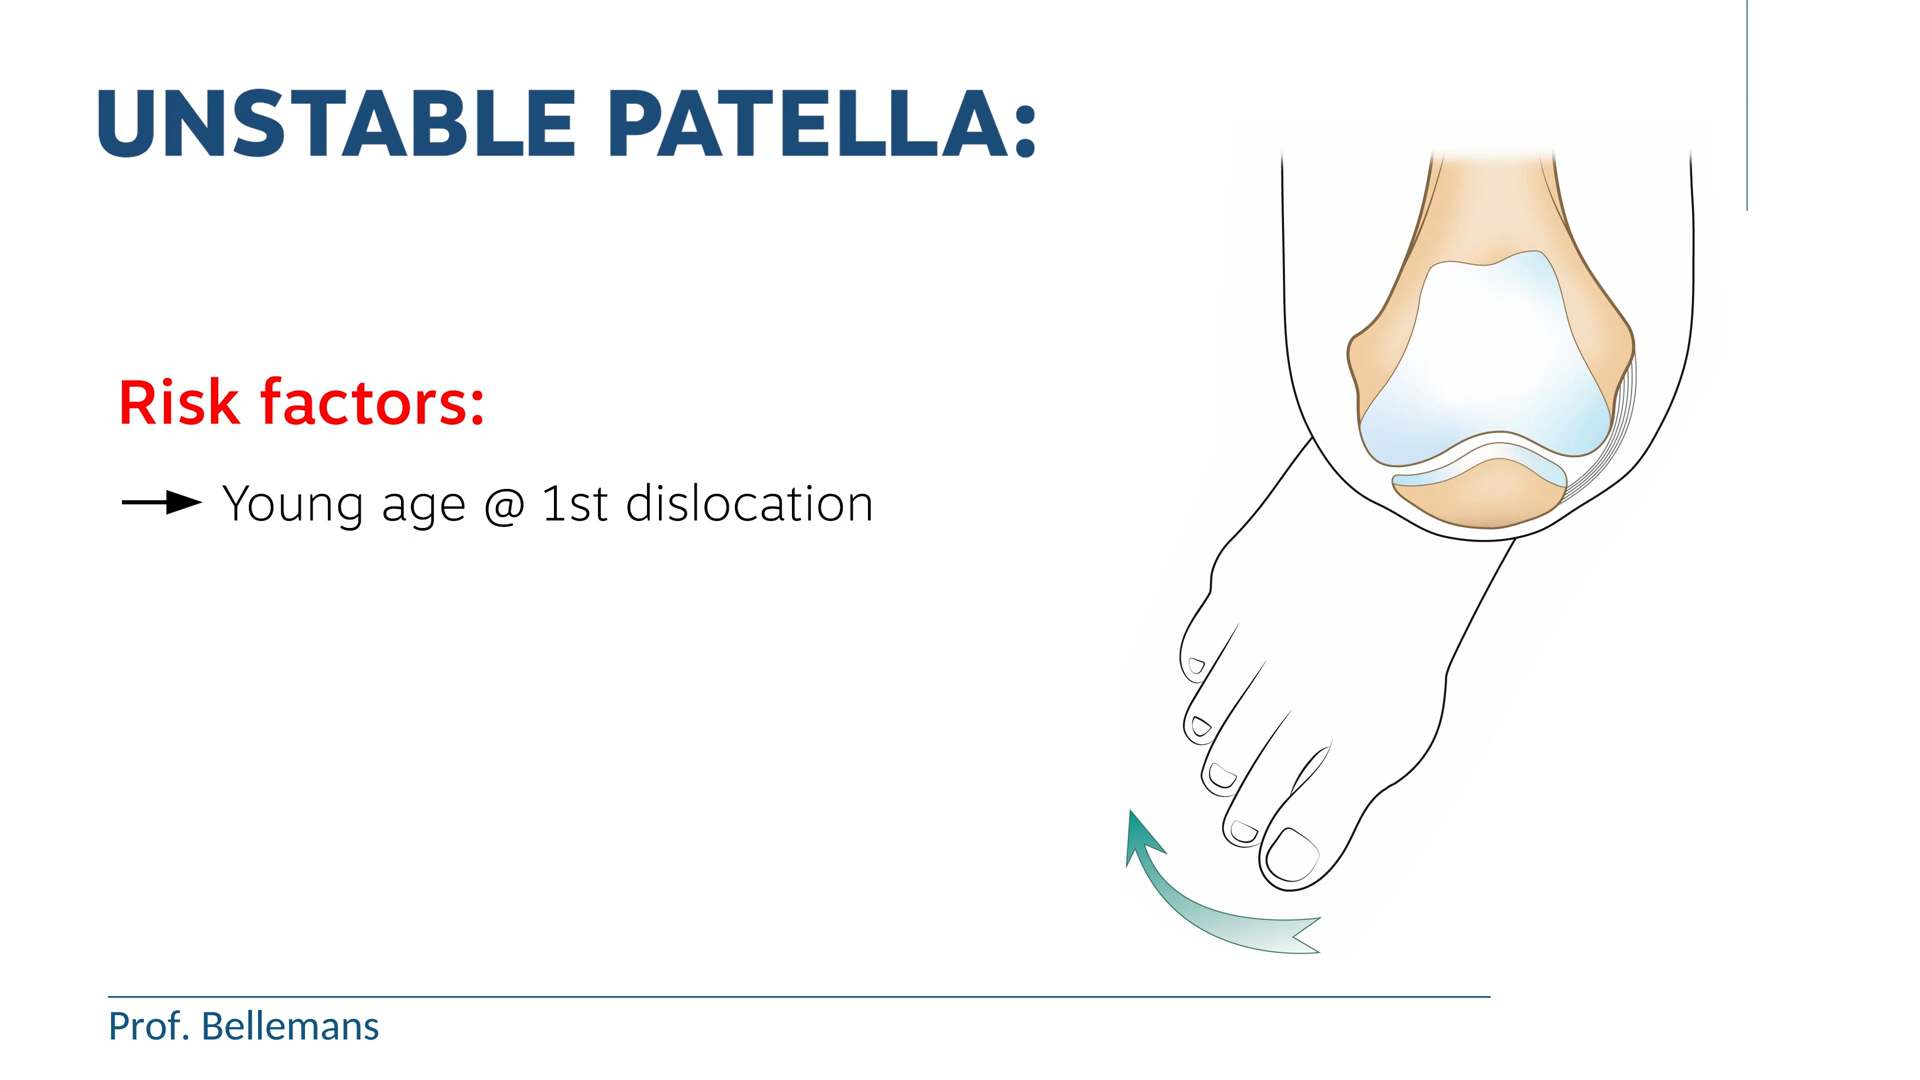 UNSTABLE PATELLA:
Risk factors:
Young age @ 1st dislocation
Prof. Bellemans